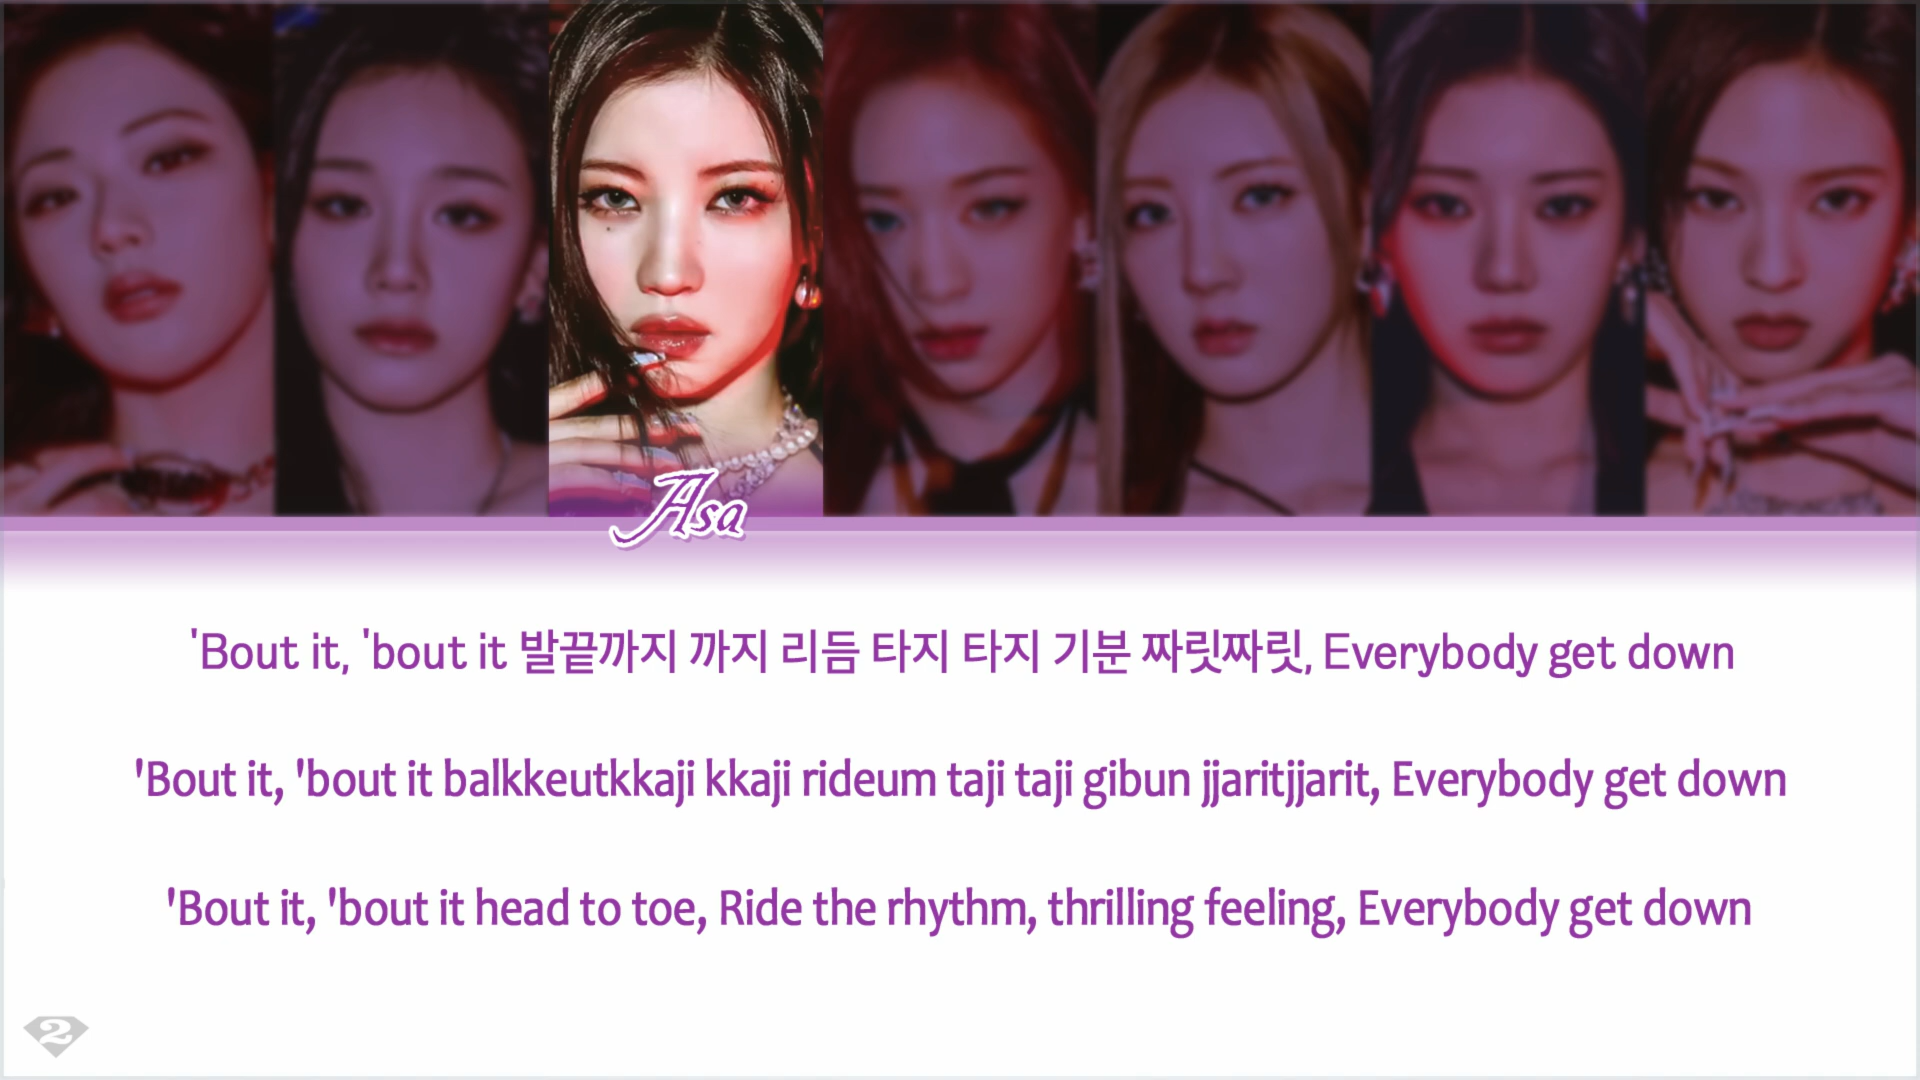 Asa
'Bout it, 'bout it 발끝까지 까지 리듬 타지 타지 기분 짜릿짜릿, Everybody get down
'Bout it, 'bout it balkkeutkkaji kkaji rideum taji taji gibun jjaritjjarit, Everybody get down
'Bout it, 'bout it head to toe, Ride the rhythm, thrilling feeling, Everybody get down
2